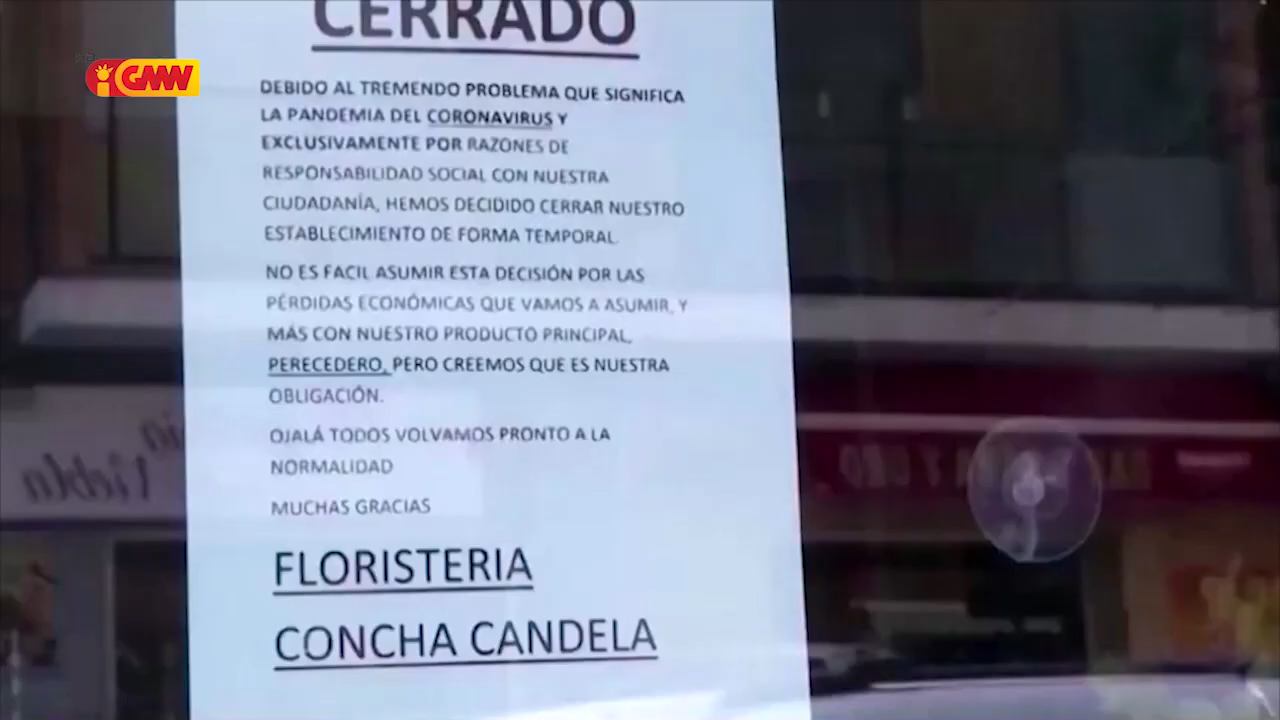 CERRADO
GMW
DEBIDO AL TREMENDO PROBLEMA QUE SIGNIFICA
LA PANDEMIA DEL CORONAVIRUS Y
EXCLUSIVAMENTE POR RAZONES DE
RESPONSABILIDAD SOCIAL CON NUESTRA
CIUDADANÍA, HEMOS DECIDIDO CERRAR NUESTRO
ESTABLECIMIENTO DE FORMA TEMPORAL.
NO ES FACIL ASUMIR ESTA DECISIÓN POR LAS
PÉRDIDAS ECONÓMICAS QUE VAMOS A ASUMIR, Y
MÁS CON NUESTRO PRODUCTO PRINCIPAL,
PERECEDERO, PERO CREEMOS QUE ES NUESTRA
OBLIGACIÓN.
OJALÁ TODOS VOLVAMOS PRONTO A LA
NORMALIDAD
MUCHAS GRACIAS
FLORISTERIA
CONCHA CANDELA